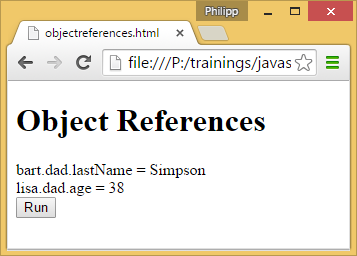 Philipp
objectreferences.html
file:///P:/trainings/javas
Object References
bart.dad.lastName = Simpson
lisa.dad.age = 38
Run